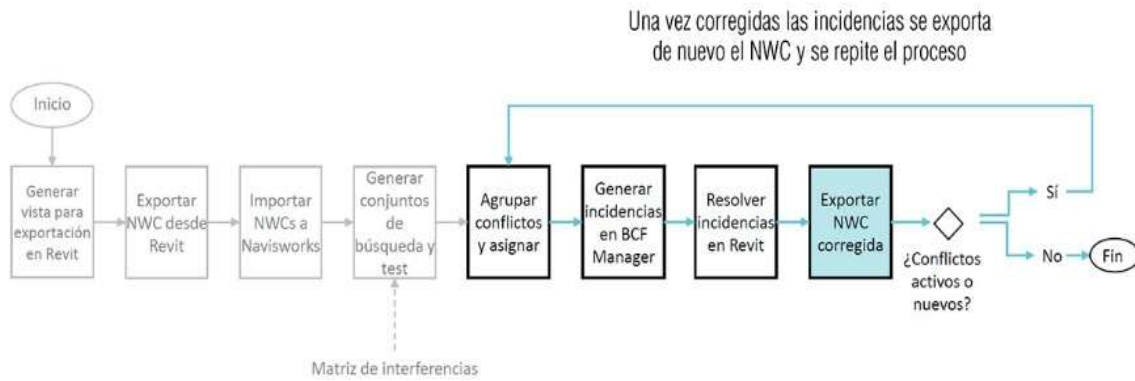 Una vez corregidas las incidencias se exporta
de nuevo el NWC y se repite el proceso
Inicio
Generar
vista para
exportación
en Revit
Exportar
NWC desde
Revit
Importar
NWCs a
Navisworks
Generar
conjuntos
de
búsqueda y
test
Agrupar
conflictos
y asignar
Generar
incidencias
en BCF
Manager
Resolver
incidencias
en Revit
Exportar
NWC
corregida
¿Conflictos
activos o
nuevos?
Sí
No
Fin
Matriz de interferencias